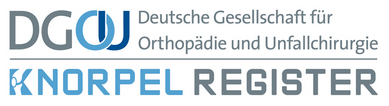 DGOU Deutsche Gesellschaft für
Orthopädie und Unfallchirurgie
KNORPEL REGISTER